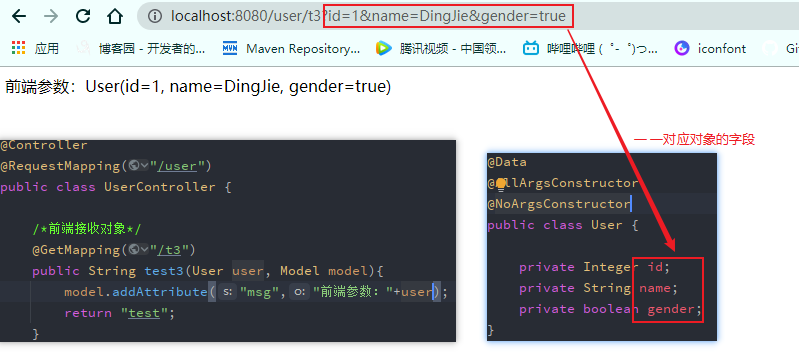 localhost:8080/user/t3?id=1&name=DingJie&gender=true
应用 博客园 - 开发者的... Maven Repository... 腾讯视频 - 中国领... 哔哩哔哩 ( ゜- ゜)つ... iconfont Gi
前端参数：User(id=1, name=DingJie, gender=true)
一 一对应对象的字段
@Controller
@RequestMapping("/user")
public class UserController {
/*前端接收对象*/
@GetMapping("/t3")
public String test3(User user, Model model){
model.addAttribute( s: "msg", o: "前端参数："+user);
return "test";
}
@Data
@AllArgsConstructor
@NoArgsConstructor
public class User {
private Integer id;
private String name;
private boolean gender;
}